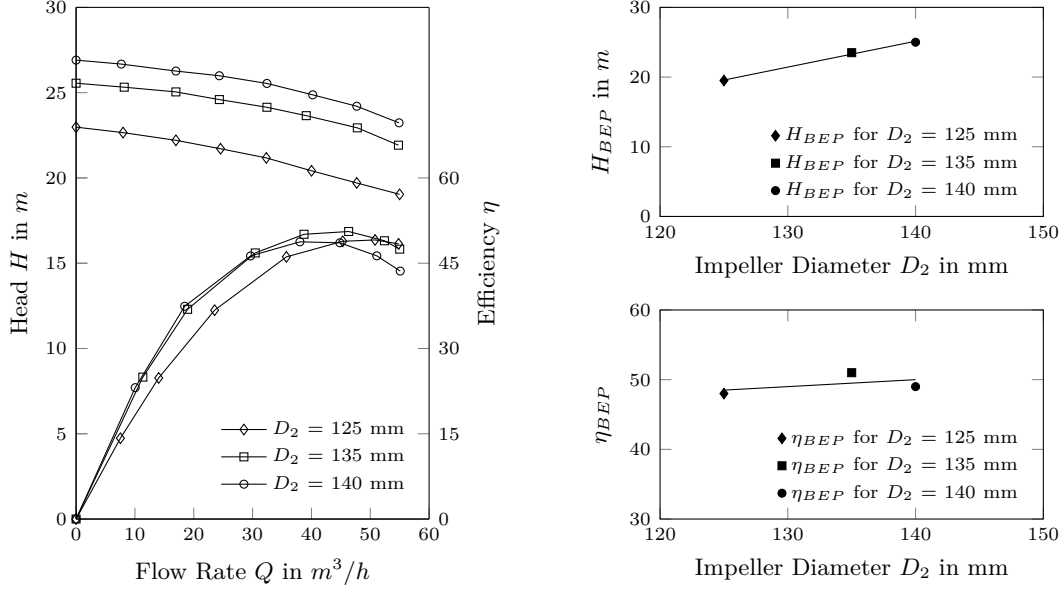 30
25
20
15
10
5
0
Head H in m
60
45
30
15
0
Efficiency η
D₂ = 125 mm
D₂ = 135 mm
D₂ = 140 mm
0 10 20 30 40 50 60
Flow Rate Q in m³/h
30
20
10
0
H_BEP in m
H_BEP for D₂ = 125 mm
H_BEP for D₂ = 135 mm
H_BEP for D₂ = 140 mm
120 130 140 150
Impeller Diameter D₂ in mm
60
50
40
30
η_BEP
η_BEP for D₂ = 125 mm
η_BEP for D₂ = 135 mm
η_BEP for D₂ = 140 mm
120 130 140 150
Impeller Diameter D₂ in mm